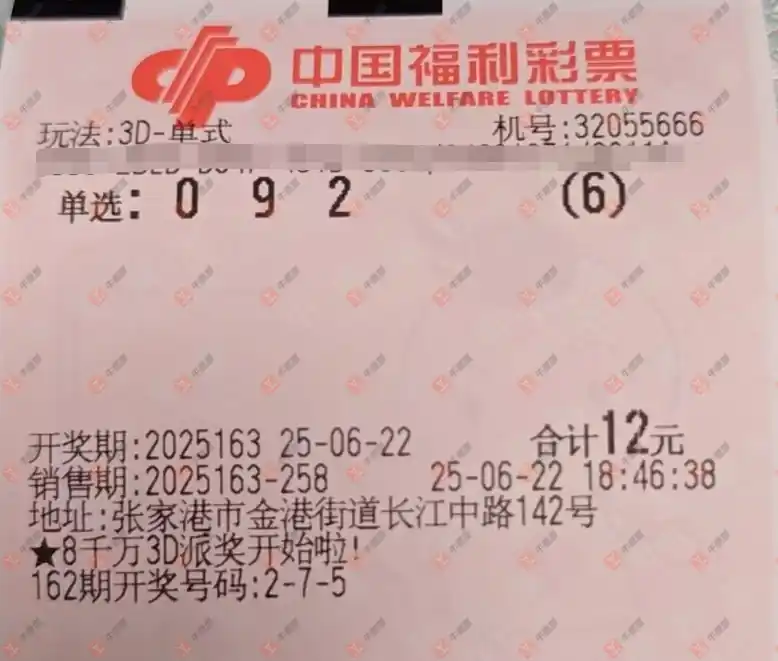 中国福利彩票
CHINA WELFARE LOTTERY
玩法:3D-单式 机号:32055666
单选: 0 9 2 (6)
开奖期:2025163 25-06-22 合计12元
销售期:2025163-258 25-06-22 18:46:38
地址:张家港市金港街道长江中路142号
★8千万3D派奖开始啦!
162期开奖号码:2-7-5